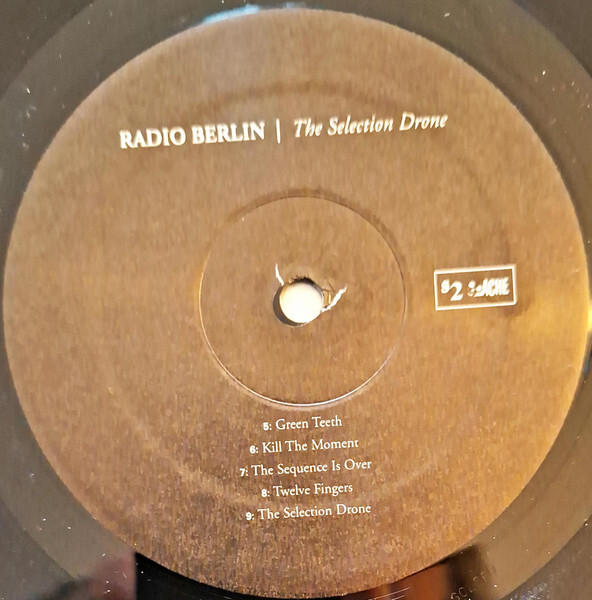 RADIO BERLIN | The Selection Drone
$2
5: Green Teeth
6: Kill The Moment
7: The Sequence Is Over
8: Twelve Fingers
9: The Selection Drone